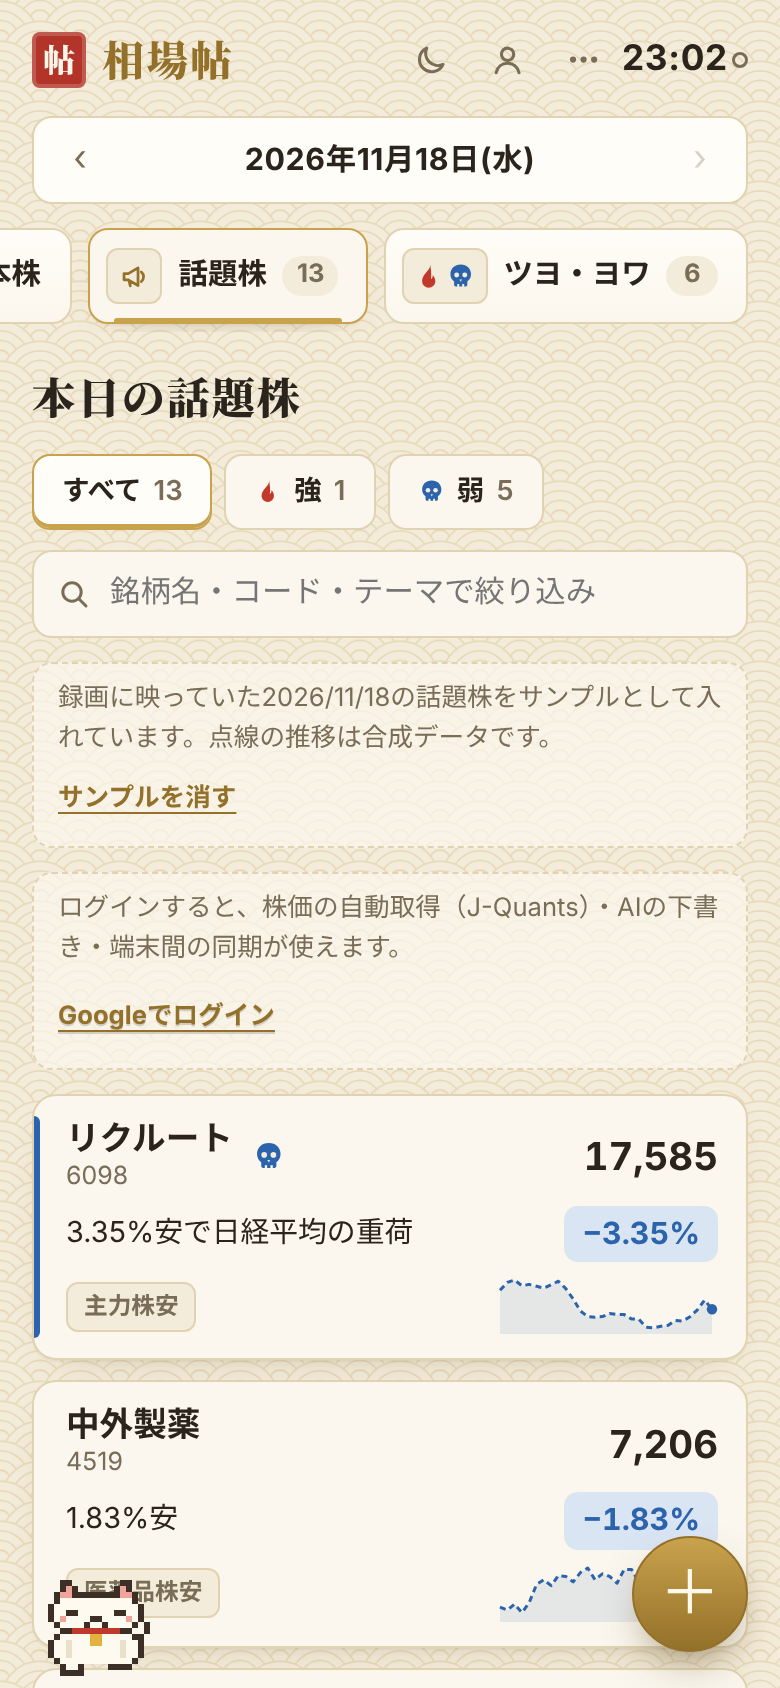 帖 相場帖 23:02
2026年11月18日(水)
本株 話題株 13 ツヨ・ヨワ 6
本日の話題株
すべて 13 強 1 弱 5
銘柄名・コード・テーマで絞り込み
録画に映っていた2026/11/18の話題株をサンプルとして入
れています。点線の推移は合成データです。
サンプルを消す
ログインすると、株価の自動取得（J-Quants）・AIの下書
き・端末間の同期が使えます。
Googleでログイン
リクルート
6098
17,585
3.35%安で日経平均の重荷
−3.35%
主力株安
中外製薬
4519
7,206
1.83%安
−1.83%
医薬品株安